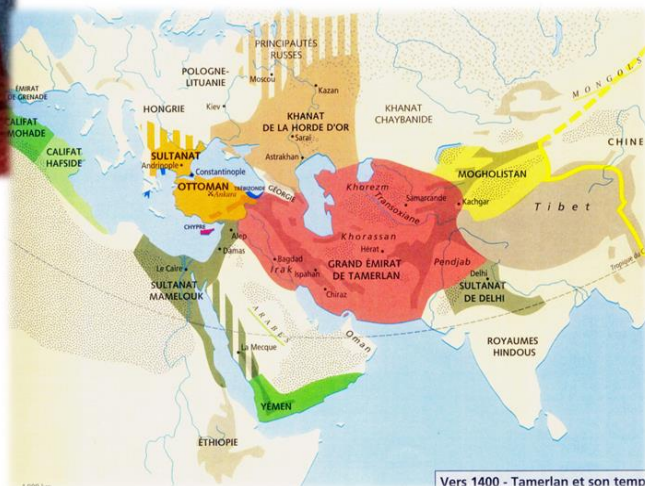 PRINCIPAUTÉS
RUSSES
Moscou
POLOGNE-
LITUANIE
Kazan
MONGOLS
ÉMIRAT
DE GRENADE
HONGRIE
Kiev
KHANAT
DE LA HORDE D'OR
Saraï
KHANAT
CHAYBANIDE
CALIFAT
MOHADE
CALIFAT
HAFSIDE
SULTANAT
Andrinople
Constantinople
Astrakhan
CHINE
OTTOMAN
Ankara
TRÉBIZONDE
GÉORGIE
Khorezm
Transoxiane
Samarcande
MOGHOLISTAN
Kachgar
Tibet
CHYPRE
Alep
Damas
Khorassan
Hérat
Bagdad
Irak
Ispahan
GRAND ÉMIRAT
DE TAMERLAN
Pendjab
Chiraz
Le Caire
SULTANAT
MAMELOUK
Delhi
SULTANAT
DE DELHI
Tropique du
ARABES
Oman
La Mecque
ROYAUMES
HINDOUS
YÉMEN
ÉTHIOPIE
Vers 1400 - Tamerlan et son temp